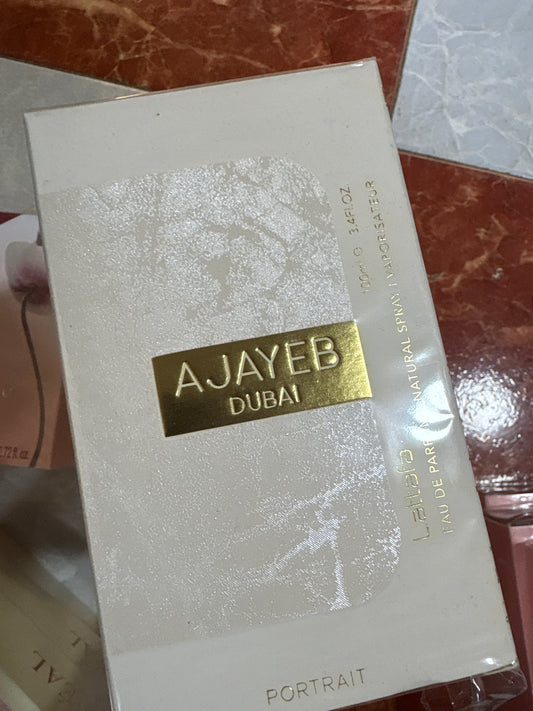 AJAYEB
DUBAI
100ml ℮ 3.4FL.OZ
Lattafa
EAU DE PARFUM NATURAL SPRAY / VAPORISATEUR
PORTRAIT